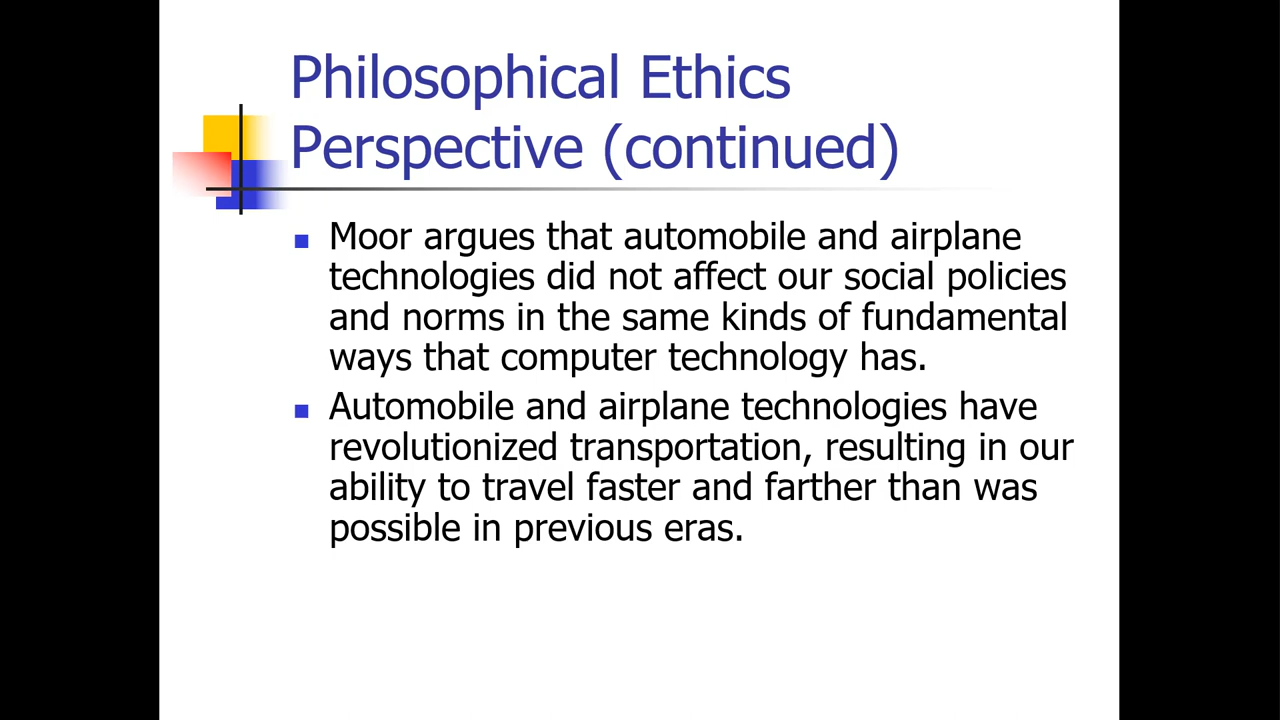 Philosophical Ethics
Perspective (continued)
Moor argues that automobile and airplane
technologies did not affect our social policies
and norms in the same kinds of fundamental
ways that computer technology has.
Automobile and airplane technologies have
revolutionized transportation, resulting in our
ability to travel faster and farther than was
possible in previous eras.